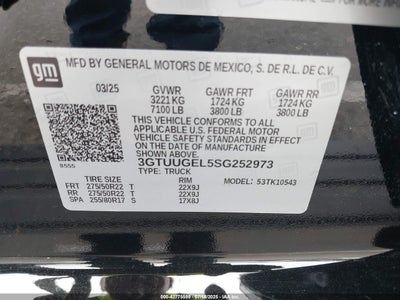 gm
MFD BY GENERAL MOTORS DE MEXICO, S. DE R.L. DE C.V.
03/25 GVWR GAWR FRT GAWR RR
3221 KG 1724 KG 1724 KG
7100 LB 3800 LB 3800 LB
THIS VEHICLE CONFORMS TO ALL
APPLICABLE U.S. FEDERAL MOTOR
VEHICLE SAFETY STANDARDS IN
EFFECT ON THE DATE OF
MANUFACTURE SHOWN ABOVE.
3GTUUGEL5SG252973
8555 TYPE: TRUCK MODEL: 53TK10543
TIRE SIZE RIM
FRT 275/50R22 T 22X9J
RR 275/50R22 T 22X9J
SPA 255/80R17 S 17X8J